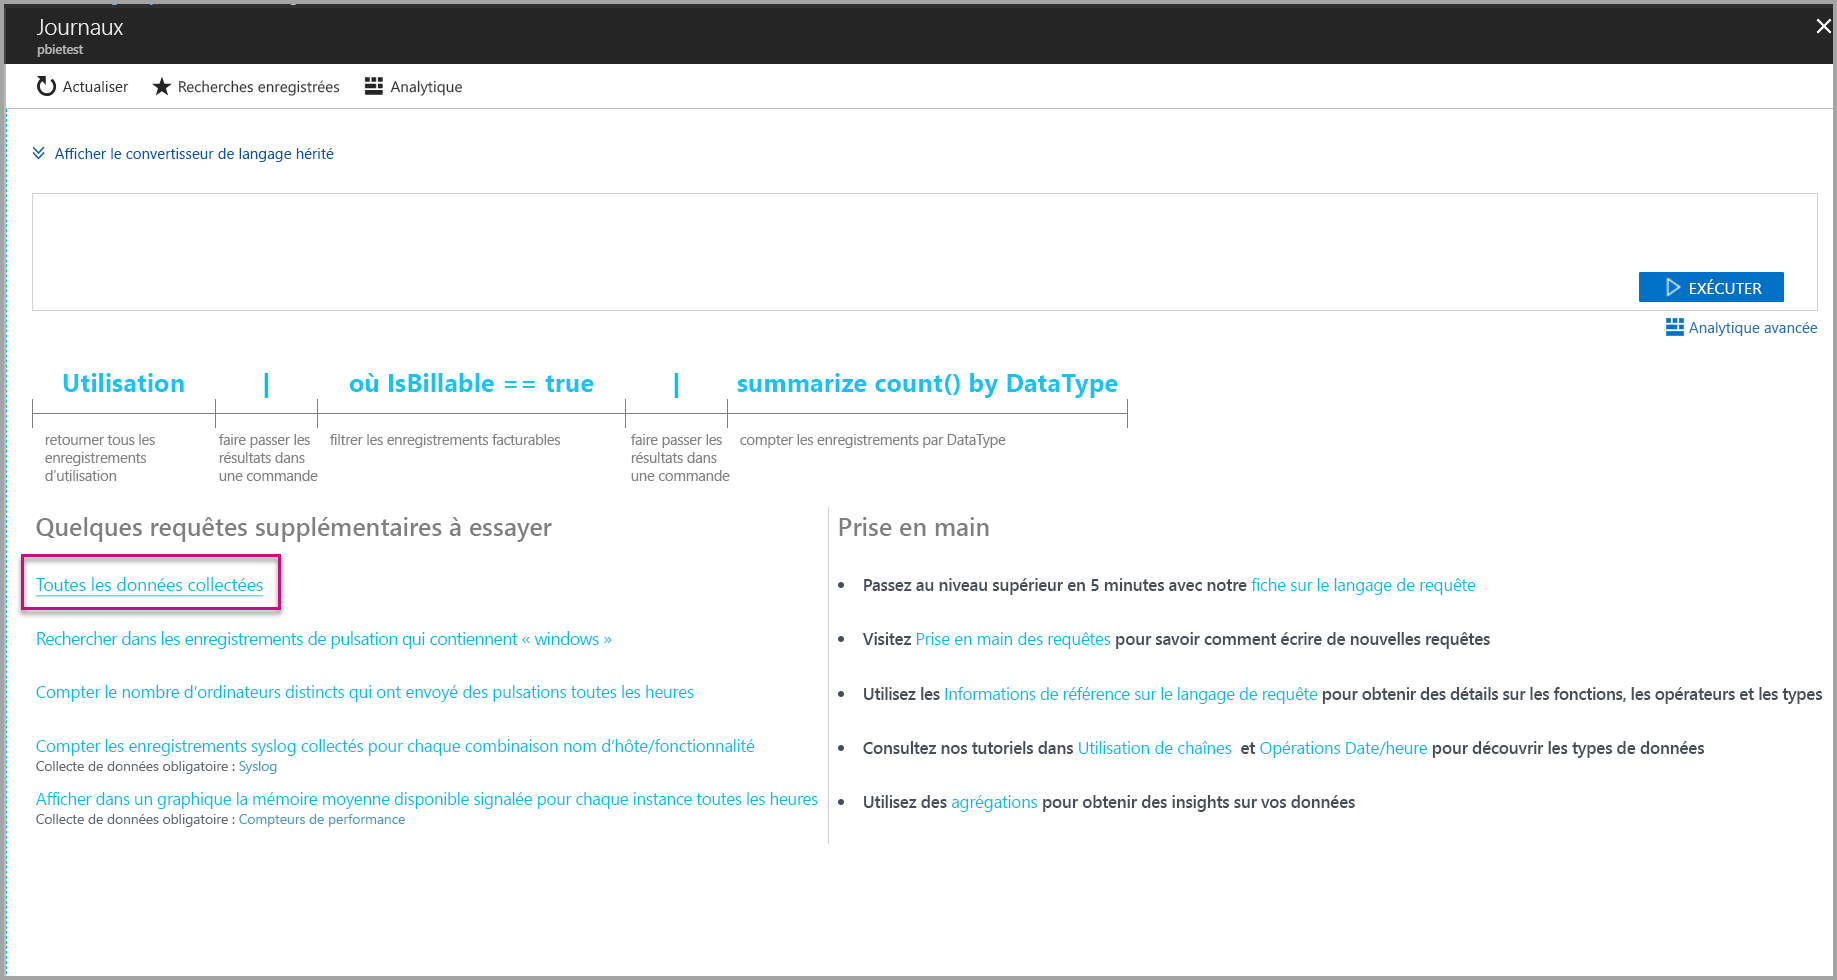 Journaux
pbietest
Actualiser Recherches enregistrées Analytique
Afficher le convertisseur de langage hérité
EXÉCUTER
Analytique avancée
Utilisation | où IsBillable == true | summarize count() by DataType
retourner tous les
enregistrements
d'utilisation
faire passer les
résultats dans
une commande
filtrer les enregistrements facturables
faire passer les
résultats dans
une commande
compter les enregistrements par DataType
Quelques requêtes supplémentaires à essayer
Toutes les données collectées
Rechercher dans les enregistrements de pulsation qui contiennent « windows »
Compter le nombre d'ordinateurs distincts qui ont envoyé des pulsations toutes les heures
Compter les enregistrements syslog collectés pour chaque combinaison nom d'hôte/fonctionnalité
Collecte de données obligatoire : Syslog
Afficher dans un graphique la mémoire moyenne disponible signalée pour chaque instance toutes les heures
Collecte de données obligatoire : Compteurs de performance
Prise en main
• Passez au niveau supérieur en 5 minutes avec notre fiche sur le langage de requête
• Visitez Prise en main des requêtes pour savoir comment écrire de nouvelles requêtes
• Utilisez les Informations de référence sur le langage de requête pour obtenir des détails sur les fonctions, les opérateurs et les types
• Consultez nos tutoriels dans Utilisation de chaînes et Opérations Date/heure pour découvrir les types de données
• Utilisez des agrégations pour obtenir des insights sur vos données